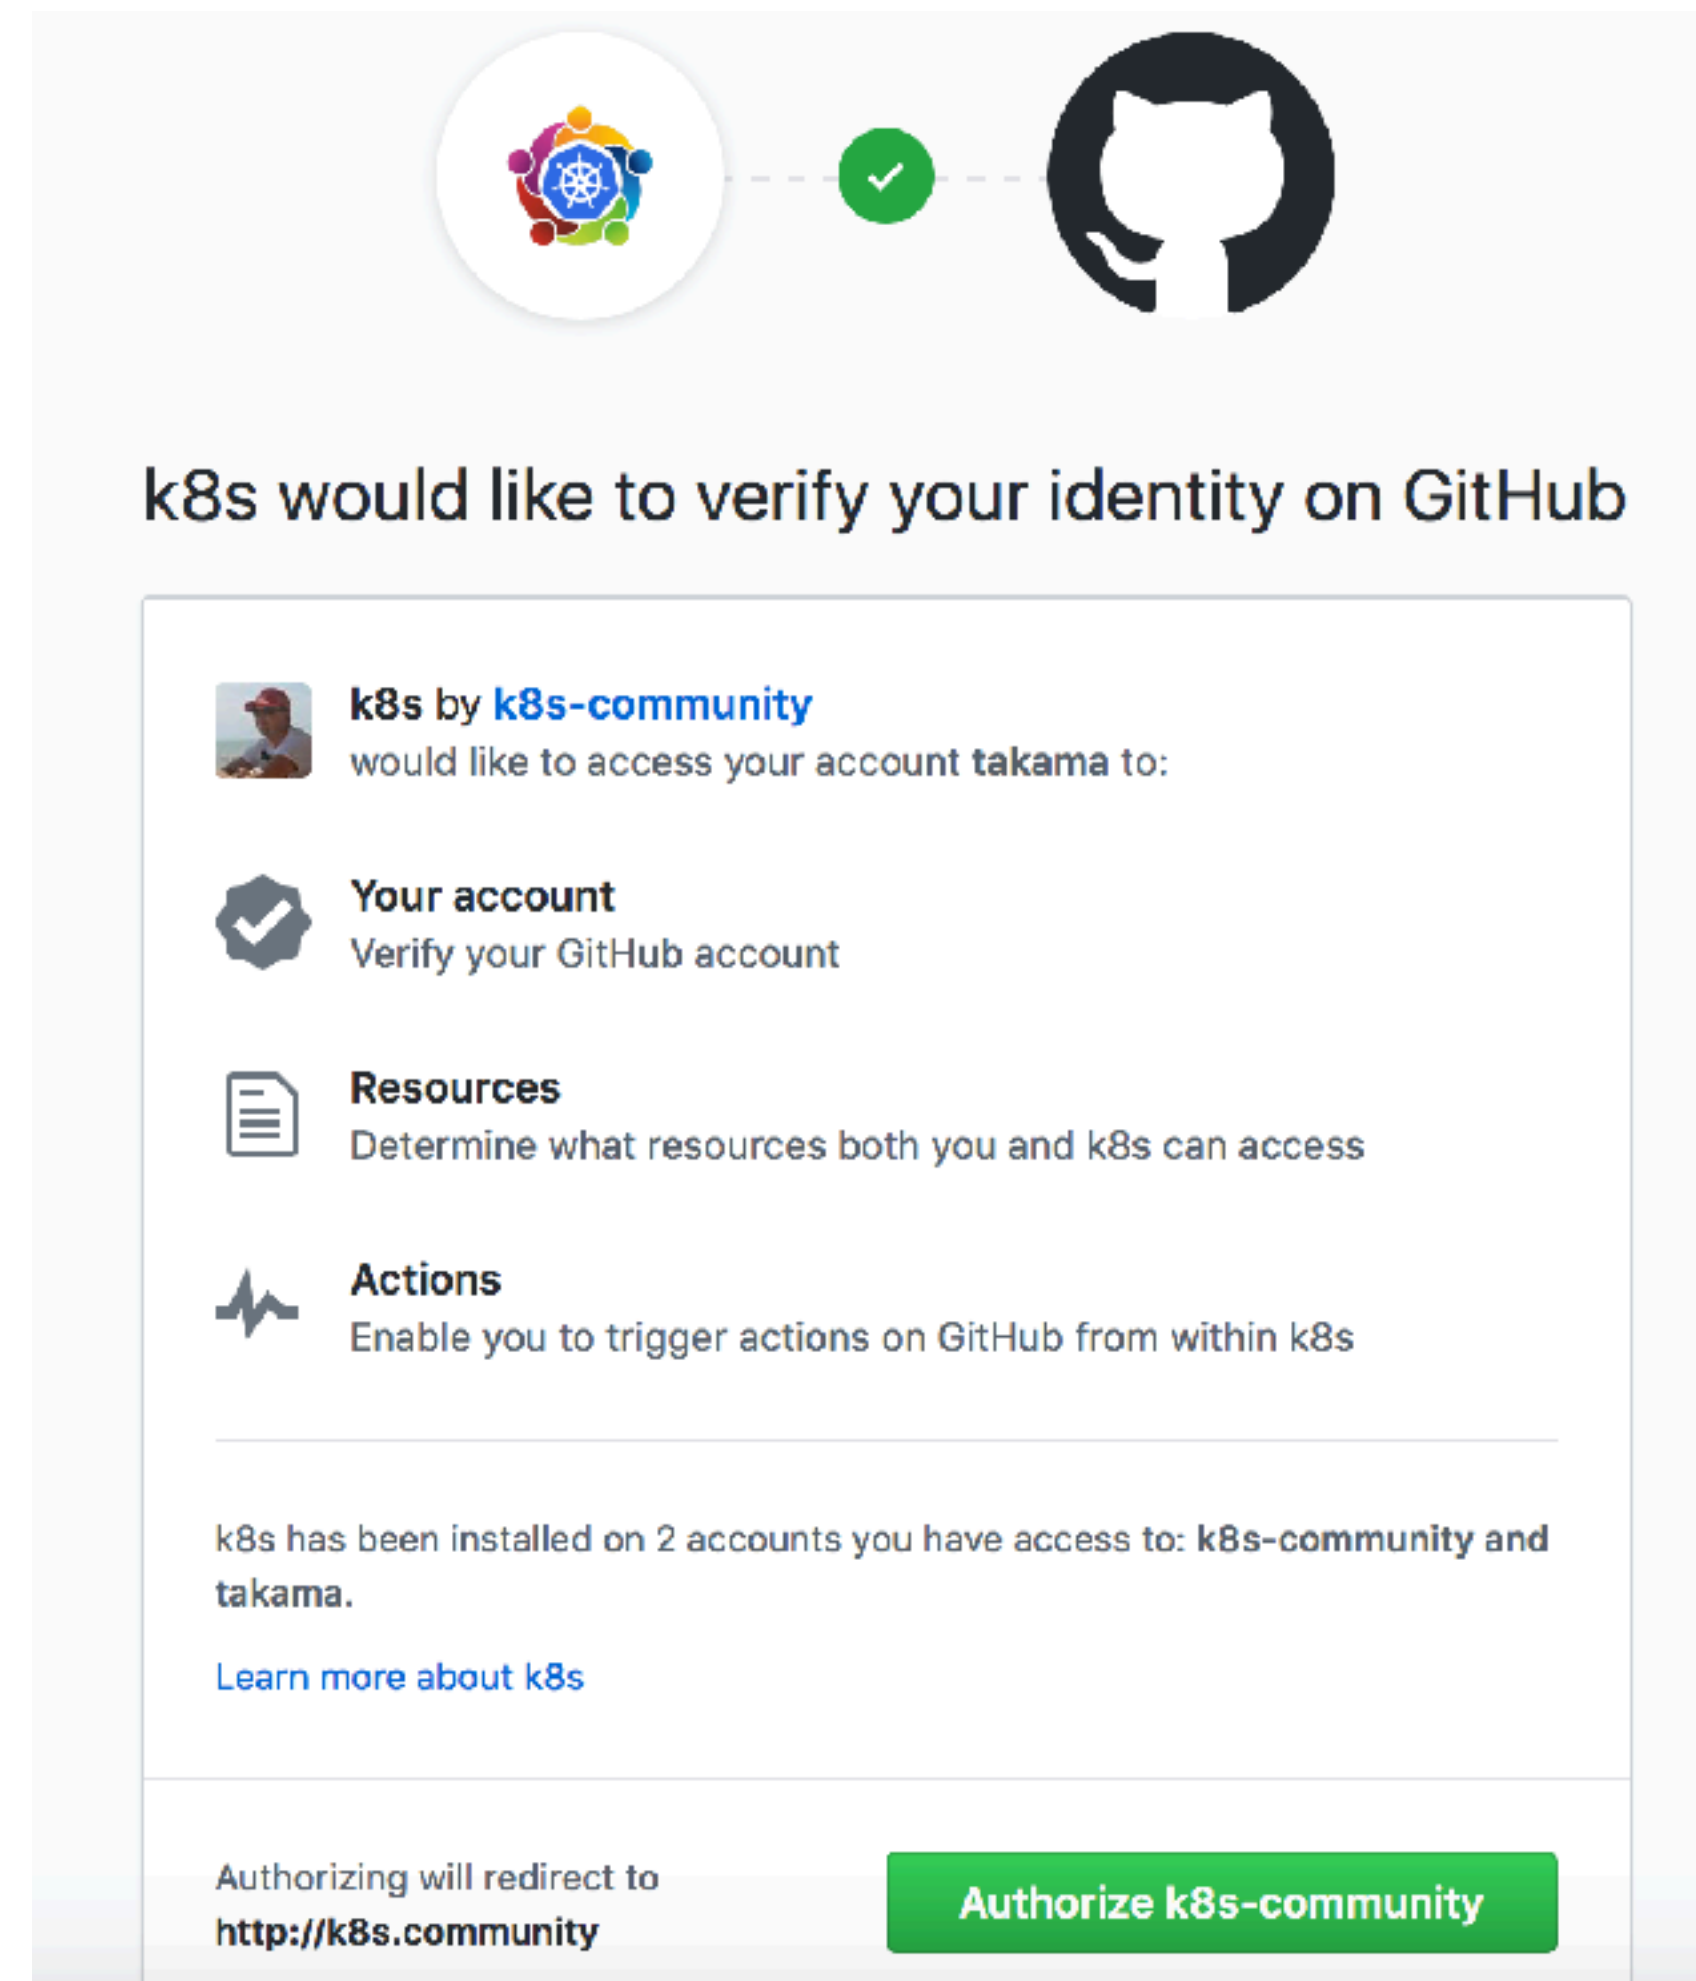 k8s would like to verify your identity on GitHub
k8s by k8s-community
would like to access your account takama to:
Your account
Verify your GitHub account
Resources
Determine what resources both you and k8s can access
Actions
Enable you to trigger actions on GitHub from within k8s
k8s has been installed on 2 accounts you have access to: k8s-community and
takama.
Learn more about k8s
Authorizing will redirect to
http://k8s.community
Authorize k8s-community